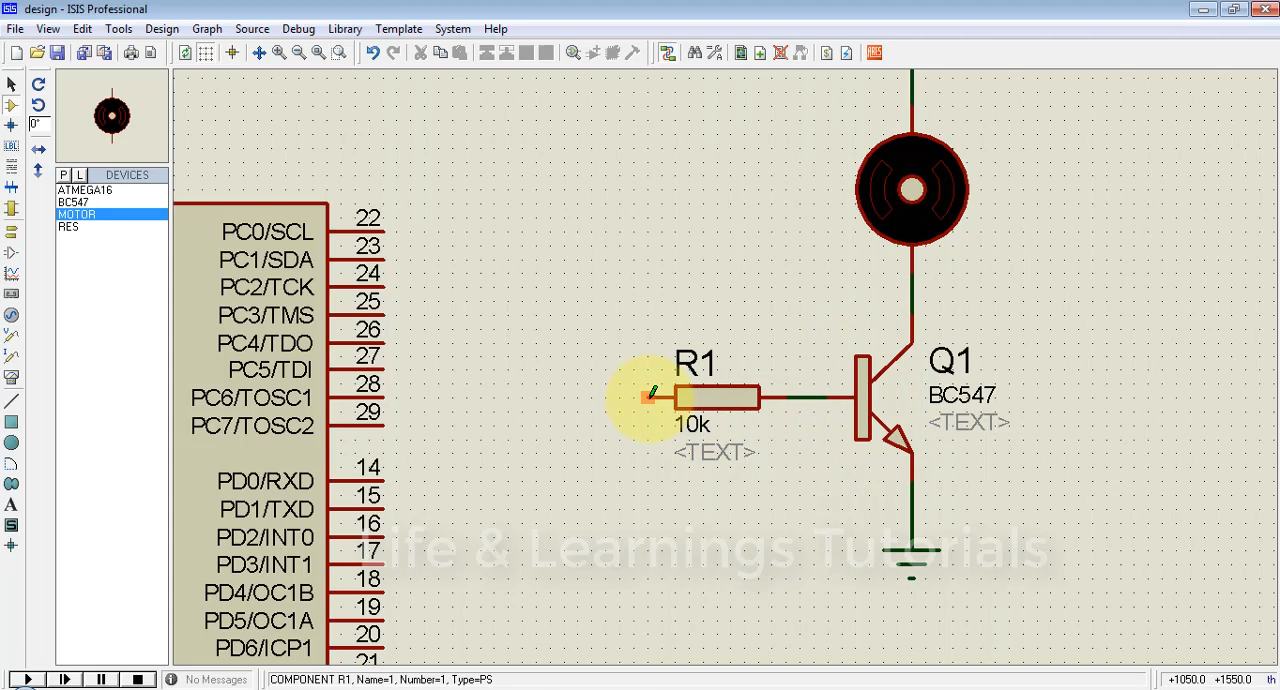 design - ISIS Professional
File View Edit Tools Design Graph Source Debug Library Template System Help
ARES
LBL
0°
P L DEVICES
ATMEGA16
BC547
MOTOR
RES
A
S
PC0/SCL 22
PC1/SDA 23
PC2/TCK 24
PC3/TMS 25
PC4/TDO 26
PC5/TDI 27
PC6/TOSC1 28
PC7/TOSC2 29
PD0/RXD 14
PD1/TXD 15
PD2/INT0 16
PD3/INT1 17
PD4/OC1B 18
PD5/OC1A 19
PD6/ICP1 20
21
R1
10k
<TEXT>
Q1
BC547
<TEXT>
Life & Learnings Tutorials
No Messages COMPONENT R1, Name=1, Number=1, Type=PS +1050.0 +1550.0 th